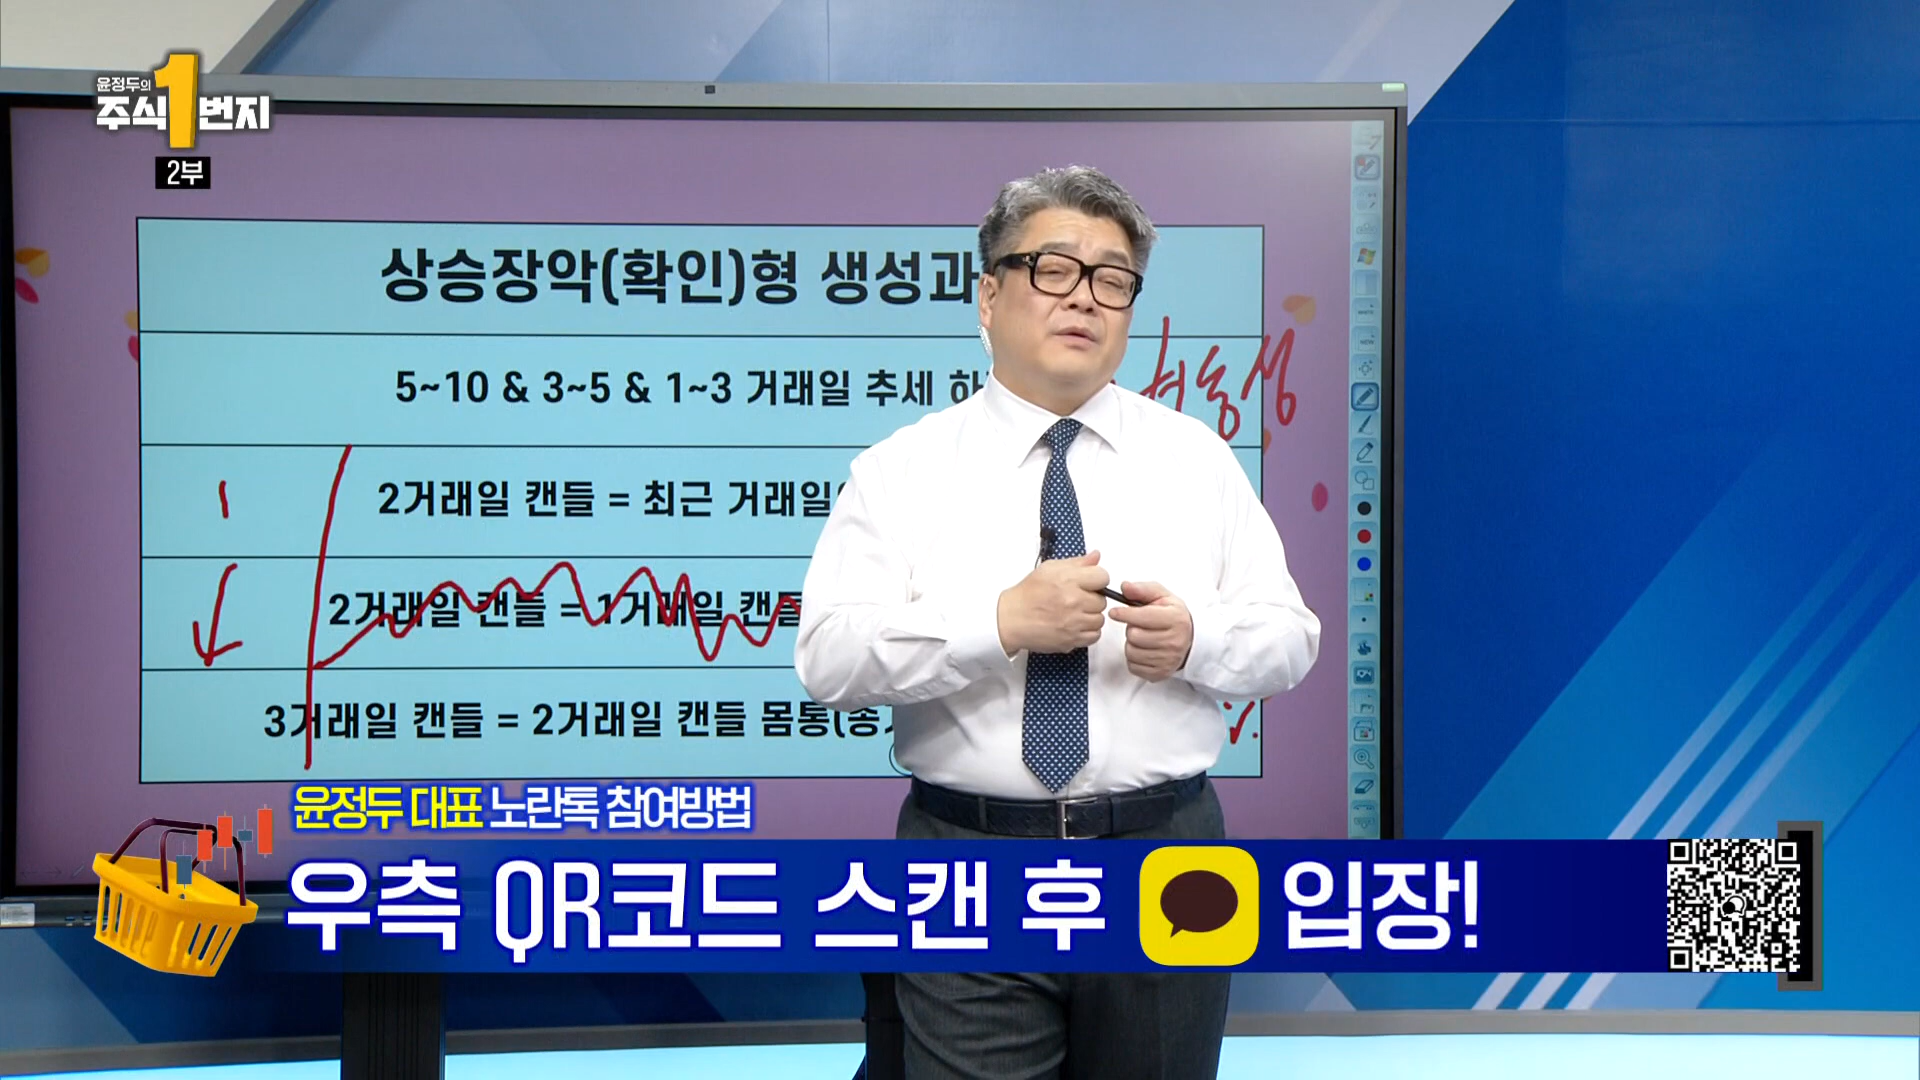 윤정두의
주식1번지
2부
상승장악(확인)형 생성과
5~10 & 3~5 & 1~3 거래일 추세 하
2거래일 캔들 = 최근 거래일
2거래일 캔들 = 1거래일 캔들
3거래일 캔들 = 2거래일 캔들 몸통(종
윤정두 대표 노란톡 참여방법
우측 QR코드 스캔 후 입장!